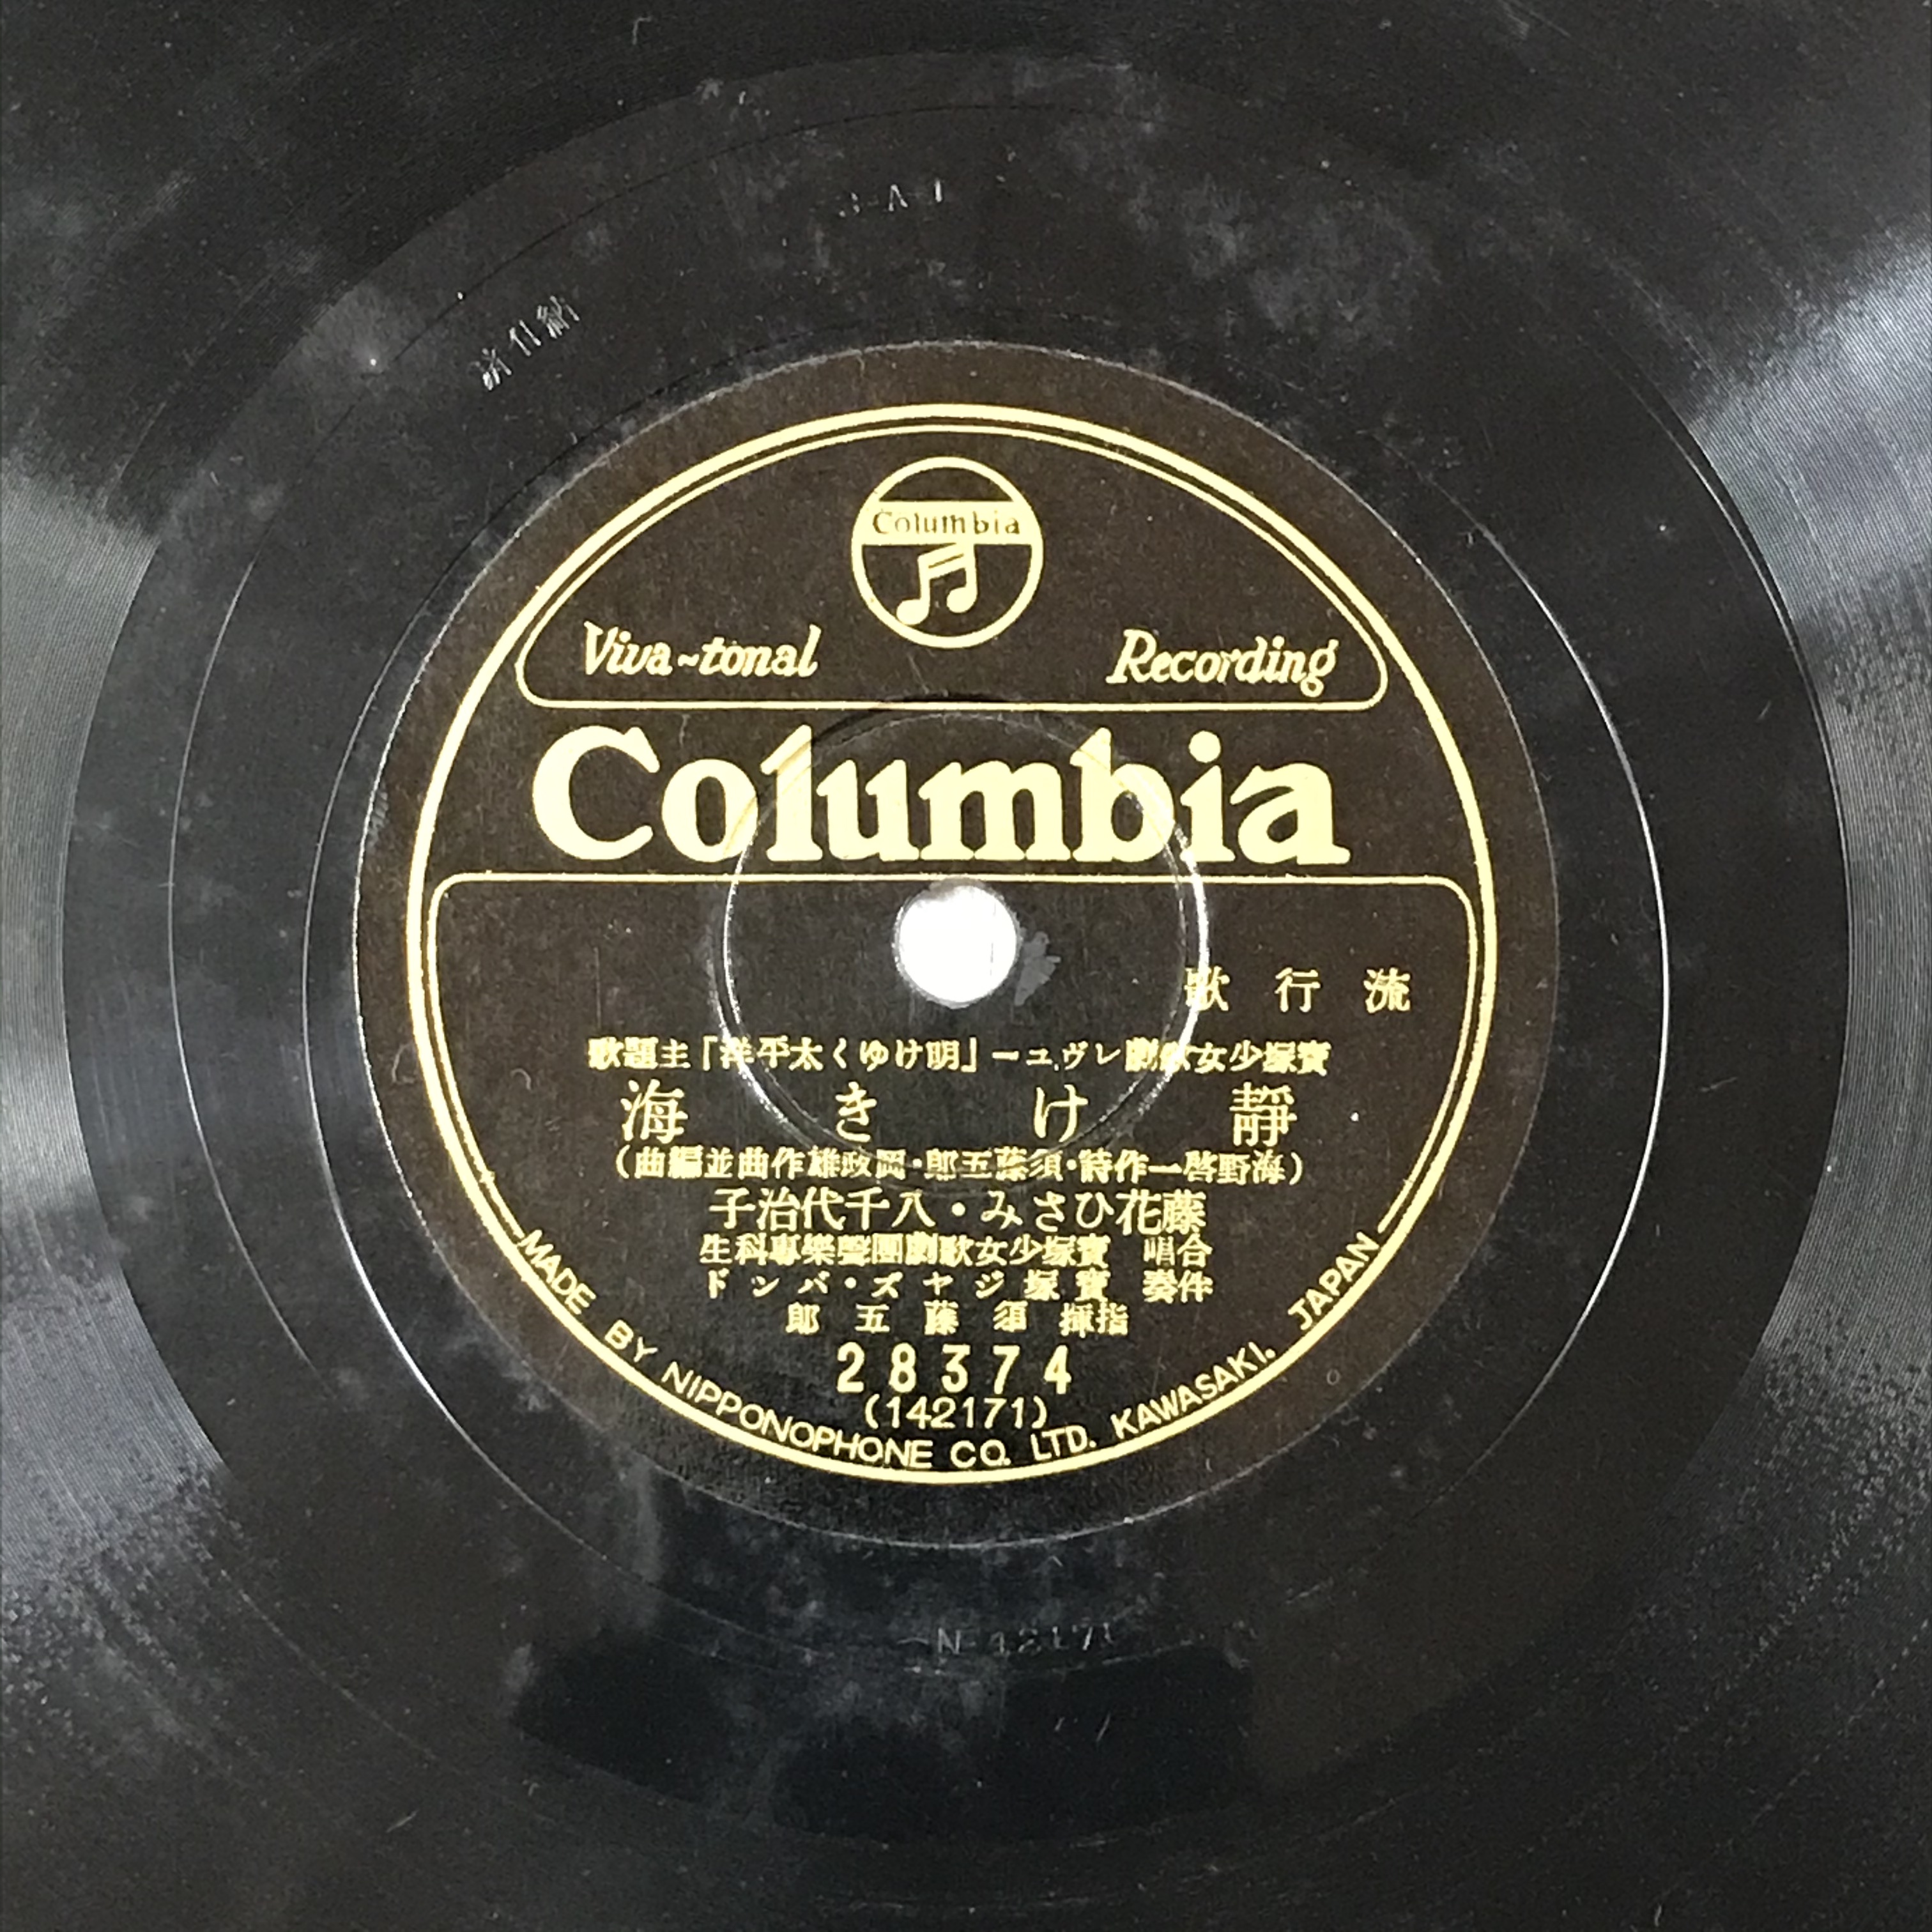 Columbia
Viva-tonal Recording
Columbia
流行歌
寶塚少女歌劇レヴユー「明けゆく太平洋」主題歌
靜けき海
(海野啓一作詩・須藤五郎・岡政雄作曲並編曲)
藤花ひさみ・八千代治子
合唱 寶塚少女歌劇團聲樂專科生
伴奏 寶塚ジヤズ・バンド
指揮 須藤五郎
28374
(142171)
MADE BY NIPPONOPHONE CO. LTD. KAWASAKI. JAPAN